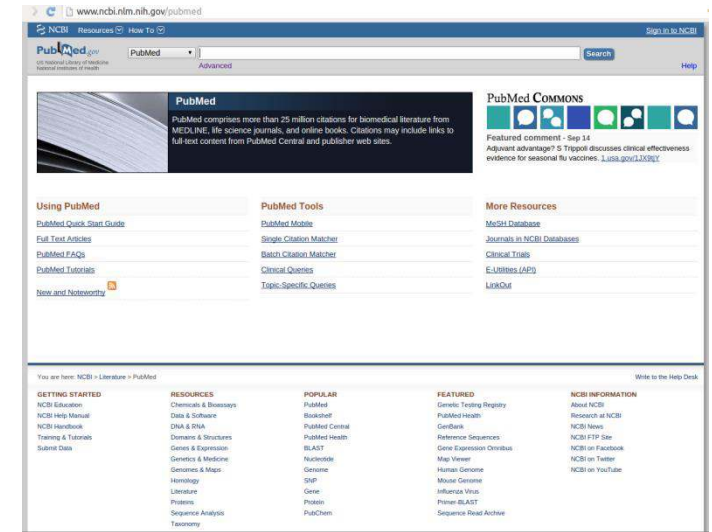 www.ncbi.nlm.nih.gov/pubmed
NCBI Resources How To Sign in to NCBI
PubMed.gov
US National Library of Medicine
National Institutes of Health
PubMed Search
Advanced Help
PubMed
PubMed comprises more than 25 million citations for biomedical literature from
MEDLINE, life science journals, and online books. Citations may include links to
full-text content from PubMed Central and publisher web sites.
PubMed Commons
Featured comment - Sep 14
Adjuvant advantage? S Trippoli discusses clinical effectiveness
evidence for seasonal flu vaccines.
Using PubMed
PubMed Quick Start Guide
Full Text Articles
PubMed FAQs
PubMed Tutorials
New and Noteworthy
PubMed Tools
PubMed Mobile
Single Citation Matcher
Batch Citation Matcher
Clinical Queries
Topic-Specific Queries
More Resources
MeSH Database
Journals in NCBI Databases
Clinical Trials
E-Utilities (API)
LinkOut
You are here: NCBI > Literature > PubMed Write to the Help Desk
GETTING STARTED
NCBI Education
NCBI Help Manual
NCBI Handbook
Training & Tutorials
Submit Data
RESOURCES
Chemicals & Bioassays
Data & Software
DNA & RNA
Domains & Structures
Genes & Expression
Genetics & Medicine
Genomes & Maps
Homology
Literature
Proteins
Sequence Analysis
Taxonomy
POPULAR
PubMed
Bookshelf
PubMed Central
PubMed Health
BLAST
Nucleotide
Genome
SNP
Gene
Protein
PubChem
FEATURED
Genetic Testing Registry
PubMed Health
GenBank
Reference Sequences
Gene Expression Omnibus
Map Viewer
Human Genome
Mouse Genome
Influenza Virus
Primer-BLAST
Sequence Read Archive
NCBI INFORMATION
About NCBI
Research at NCBI
NCBI News
NCBI FTP Site
NCBI on Facebook
NCBI on Twitter
NCBI on YouTube